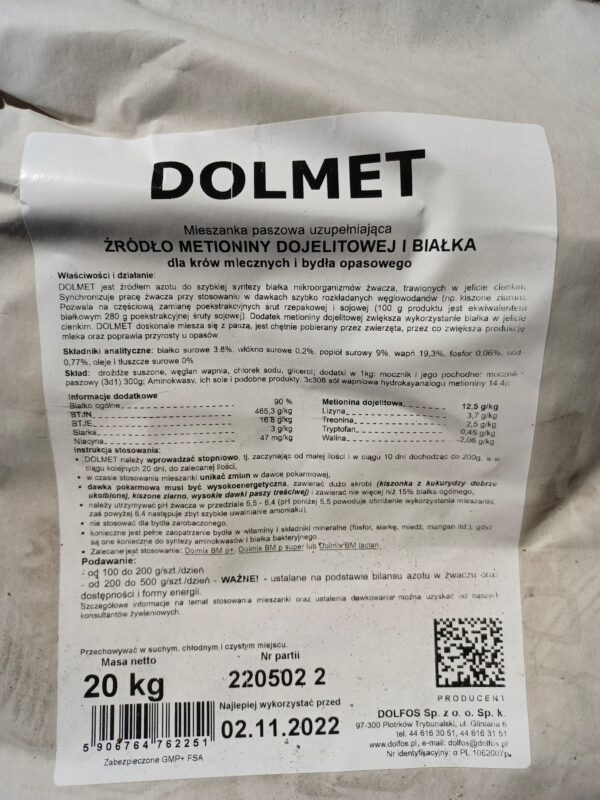 DOLMET
Mieszanka paszowa uzupełniająca
ŹRÓDŁO METIONINY DOJELITOWEJ I BIAŁKA
dla krów mlecznych i bydła opasowego
Właściwości i działanie:
DOLMET jest źródłem azotu do szybkiej syntezy białka mikroorganizmów żwacza, trawionych w jelicie cienkim.
Synchronizuje pracę żwacza przy stosowaniu w dawkach szybko rozkładanych węglowodanów (np. kiszone ziarno).
Pozwala na częściową zamianę poekstrakcyjnych śrut rzepakowej i sojowej (100 g produktu jest ekwiwalentem
białkowym 280 g poekstrakcyjnej śruty sojowej). Dodatek metioniny dojelitowej zwiększa wykorzystanie białka w jelicie
cienkim. DOLMET doskonale miesza się z paszą, jest chętnie pobierany przez zwierzęta, przez co zwiększa produkcję
mleka oraz poprawia przyrosty u opasów.
Składniki analityczne: białko surowe 3.8%, włókno surowe 0,2%, popiół surowy 9%, wapń 19,3%, fosfor 0,06%, sód
0,77%, oleje i tłuszcze surowe 0%
Skład: drożdże suszone, węglan wapnia, chlorek sodu, glicerol; dodatki w 1kg: mocznik i jego pochodne: mocznik
paszowy (3d1) 300g; Aminokwasy, ich sole i podobne produkty: 3c308 sól wapniowa hydroksyanalogu metioniny 14.4g
Informacje dodatkowe
Białko ogólne 90 %
BTJN 465,3 g/kg
BTJE 16.8 g/kg
Siarka 3 g/kg
Niacyna 47 mg/kg
Metionina dojelitowa 12,5 g/kg
Lizyna 3,7 g/kg
Treonina 2,5 g/kg
Tryptofan 0,45 g/kg
Walina 2,06 g/kg
Instrukcja stosowania:
• DOLMET należy wprowadzać stopniowo, tj. zaczynając od małej ilości i w ciągu 10 dni dochodząc do 200g, a w
ciągu kolejnych 20 dni, do zalecanej ilości,
• w czasie stosowania mieszanki unikać zmian w dawce pokarmowej,
• dawka pokarmowa musi być wysokoenergetyczna, zawierać dużo skrobi (kiszonka z kukurydzy dobrze
ukolbionej, kiszone ziarno, wysokie dawki paszy treściwej) i zawierać nie więcej niż 15% białka ogólnego,
• należy utrzymywać pH żwacza w przedziale 5,5 - 6,4 (pH poniżej 5.5 powoduje obniżenie wykorzystania mieszanki,
zaś powyżej 6,4 następuje zbyt szybkie uwalnianie amoniaku).
• nie stosować dla bydła zarobaczonego,
• konieczne jest pełne zaopatrzenie bydła w witaminy i składniki mineralne (fosfor, siarkę, miedź, mangan itd.), gdyż
są one konieczne do syntezy aminokwasów i białka bakteryjnego.
• Zalecane jest stosowanie: Dolmix BM p+, Dolmix BM p super lub Dolmix BM lactan.
Podawanie:
- od 100 do 200 g/szt./dzień
- od 200 do 500 g/szt./dzień - WAŻNE! - ustalane na podstawie bilansu azotu w żwaczu oraz
dostępności i formy energii.
Szczegółowe informacje na temat stosowania mieszanki oraz ustalenia dawkowania można uzyskać od naszych
konsultantów żywieniowych.
Przechowywać w suchym, chłodnym i czystym miejscu.
Masa netto
20 kg
Nr partii
220502 2
Najlepiej wykorzystać przed
02.11.2022
5 906764 762251
Zabezpieczone GMP+ FSA
PRODUCENT
DOLFOS Sp. z o. o. Sp. k.
97-300 Piotrków Trybunalski, ul. Gliniana 6
tel. 44 616 30 51, 44 616 31 51
www.dolfos.pl, e-mail: dolfos@dolfos.pl
Nr identyfikacyjny: α PL 1062007p